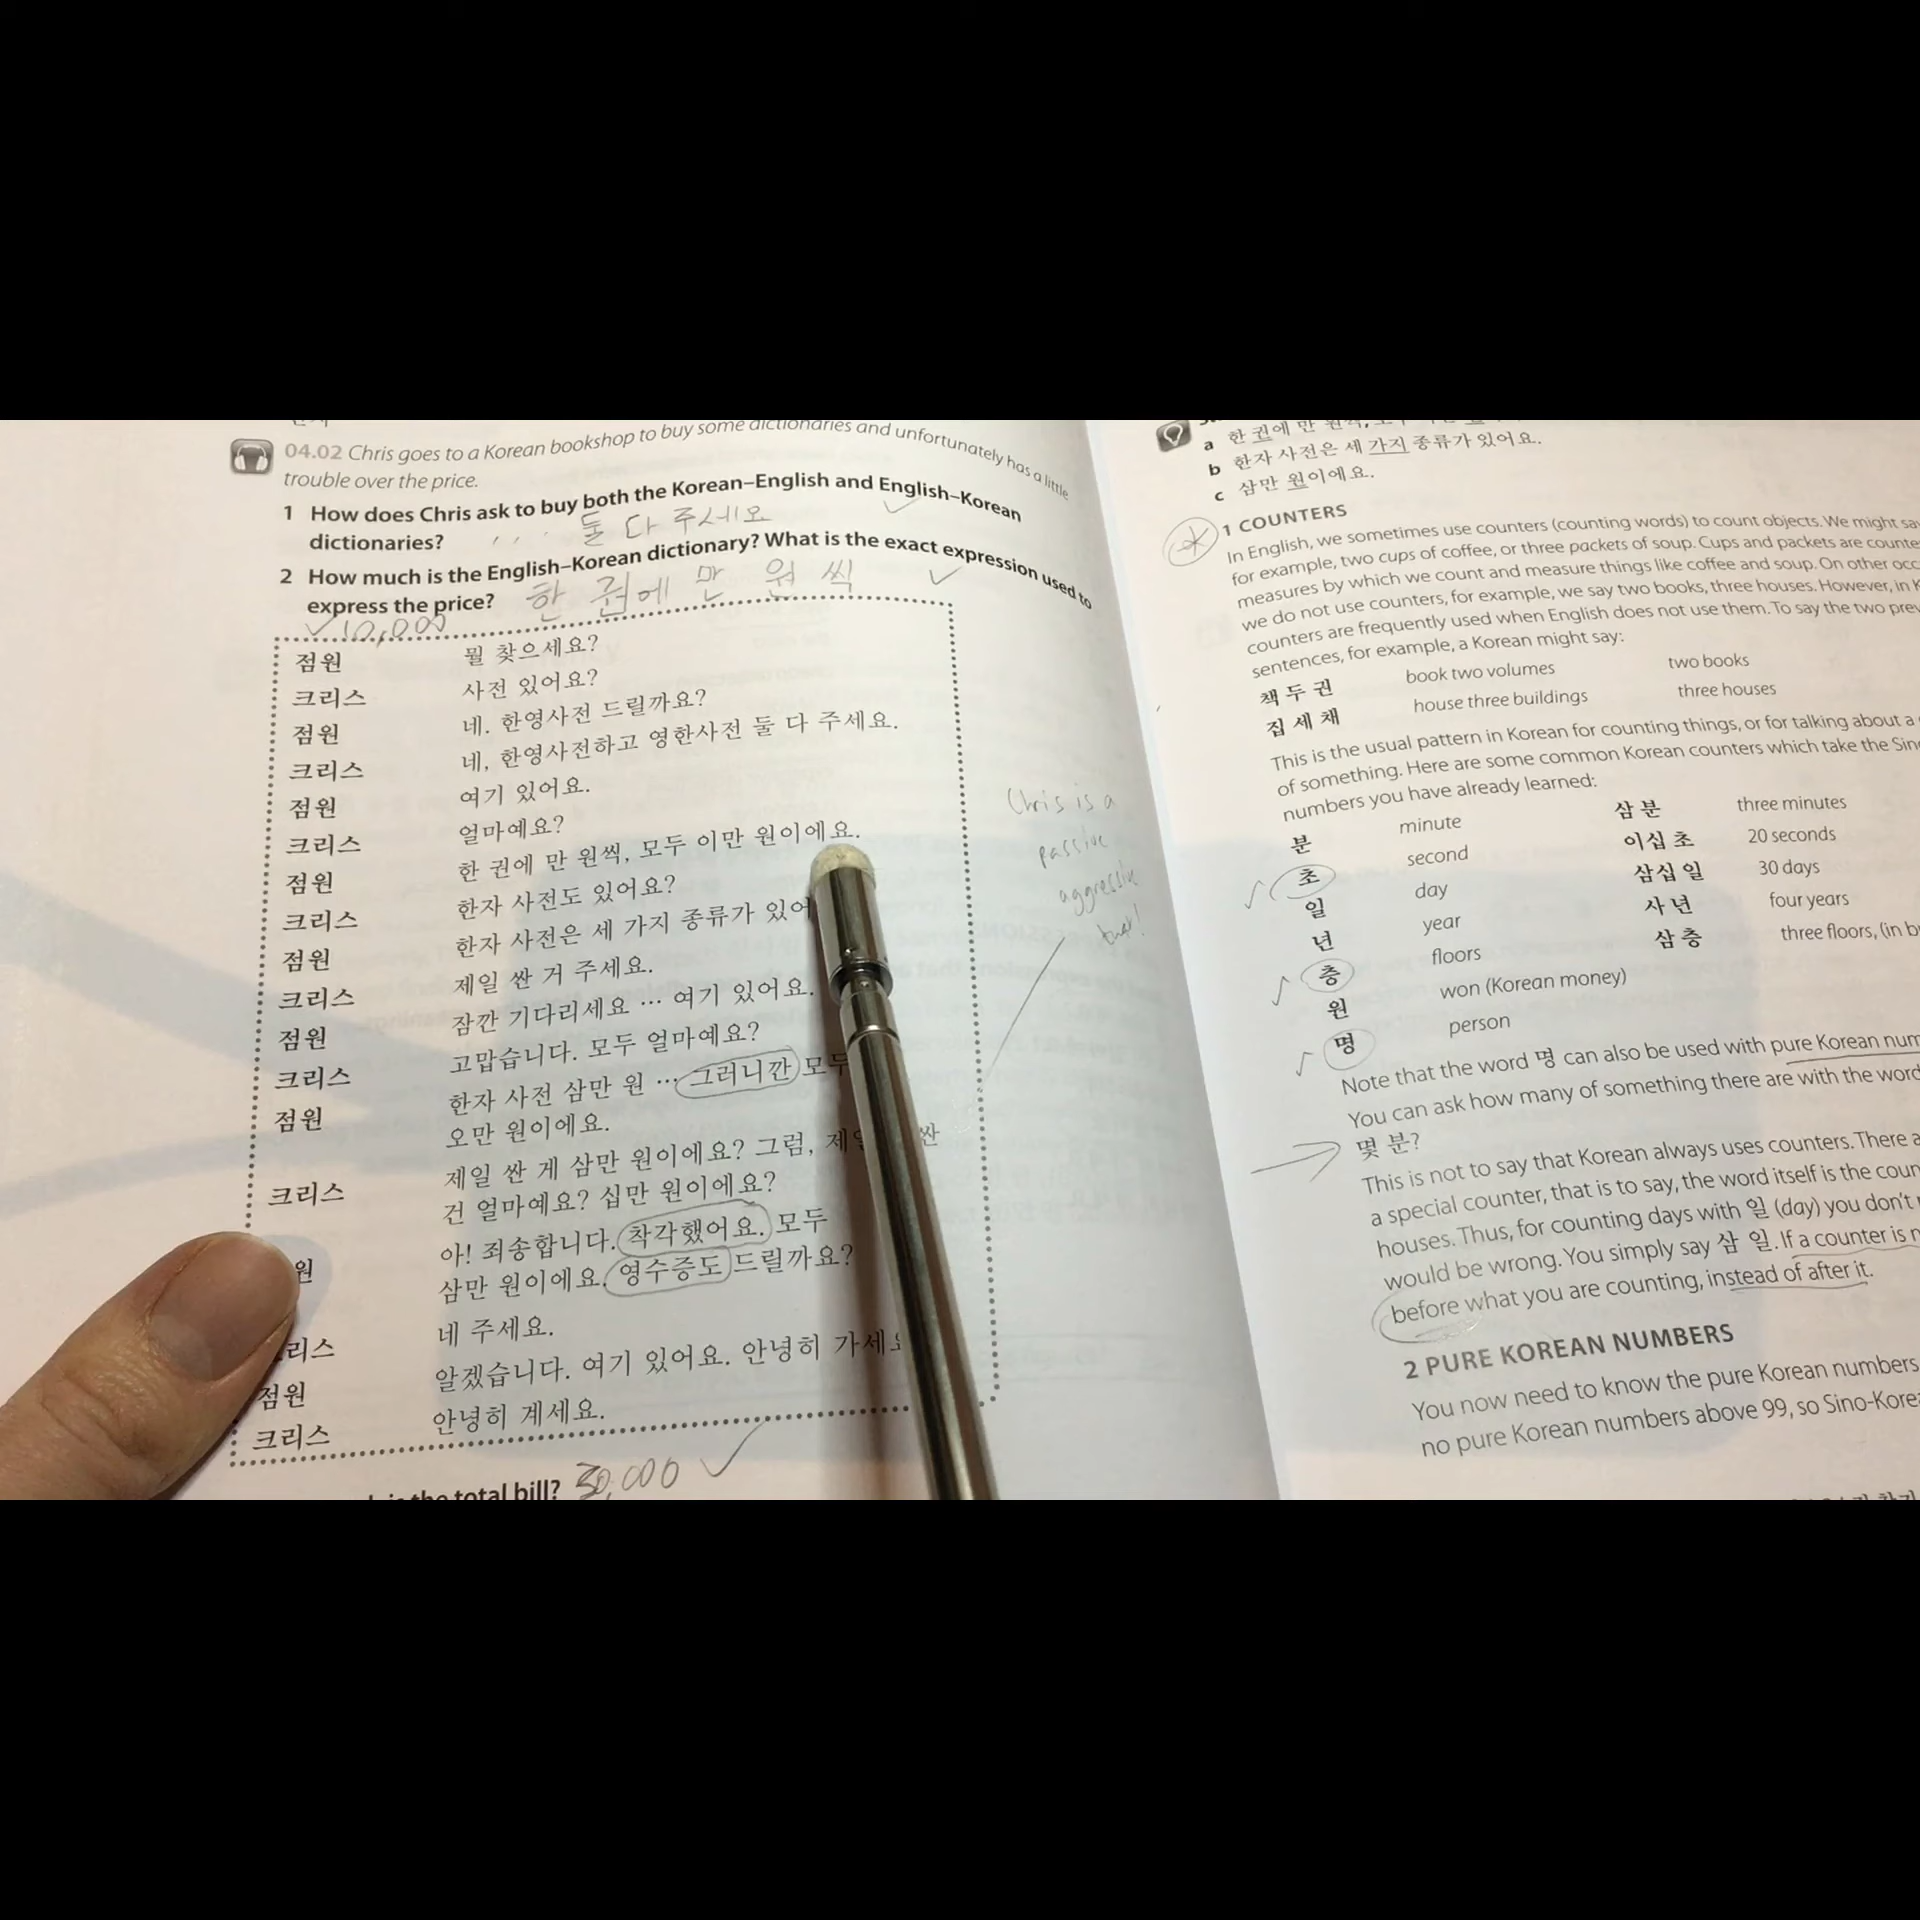 04.02 Chris goes to a Korean bookshop to buy some dictionaries and unfortunately has a little
trouble over the price.
1 How does Chris ask to buy both the Korean–English and English–Korean
dictionaries? ... 둘 다 주세요
2 How much is the English–Korean dictionary? What is the exact expression used to
express the price? 한 권에 만 원 씩
10,000
점원 뭘 찾으세요?
크리스 사전 있어요?
점원 네. 한영사전 드릴까요?
크리스 네, 한영사전하고 영한사전 둘 다 주세요.
점원 여기 있어요.
크리스 얼마예요?
점원 한 권에 만 원씩, 모두 이만 원이에요.
크리스 한자 사전도 있어요?
점원 한자 사전은 세 가지 종류가 있어
크리스 제일 싼 거 주세요.
점원 잠깐 기다리세요 … 여기 있어요.
크리스 고맙습니다. 모두 얼마예요?
점원 한자 사전 삼만 원 … 그러니깐 모두
오만 원이에요.
크리스 제일 싼 게 삼만 원이에요? 그럼, 제일 싼
건 얼마예요? 십만 원이에요?
원 아! 죄송합니다. 착각했어요. 모두
삼만 원이에요. 영수증도 드릴까요?
리스 네 주세요.
점원 알겠습니다. 여기 있어요. 안녕히 가세요
크리스 안녕히 계세요.
the total bill? 30,000
Chris is a
passive
aggressive
a 한 권에 만 원씩,
b 한자 사전은 세 가지 종류가 있어요.
c 삼만 원이에요.
1 COUNTERS
In English, we sometimes use counters (counting words) to count objects. We might say
for example, two cups of coffee, or three packets of soup. Cups and packets are counte
measures by which we count and measure things like coffee and soup. On other occ
we do not use counters, for example, we say two books, three houses. However, in K
counters are frequently used when English does not use them. To say the two prev
sentences, for example, a Korean might say:
책 두 권 book two volumes two books
집 세 채 house three buildings three houses
This is the usual pattern in Korean for counting things, or for talking about a
of something. Here are some common Korean counters which take the Sino
numbers you have already learned:
분 minute 삼 분 three minutes
초 second 이십 초 20 seconds
일 day 삼십 일 30 days
년 year 사 년 four years
층 floors 삼 층 three floors, (in b
원 won (Korean money)
명 person
Note that the word 명 can also be used with pure Korean num
You can ask how many of something there are with the word
몇 분?
This is not to say that Korean always uses counters. There a
a special counter, that is to say, the word itself is the coun
houses. Thus, for counting days with 일 (day) you don't
would be wrong. You simply say 삼 일. If a counter is n
before what you are counting, instead of after it.
2 PURE KOREAN NUMBERS
You now need to know the pure Korean numbers
no pure Korean numbers above 99, so Sino-Korea